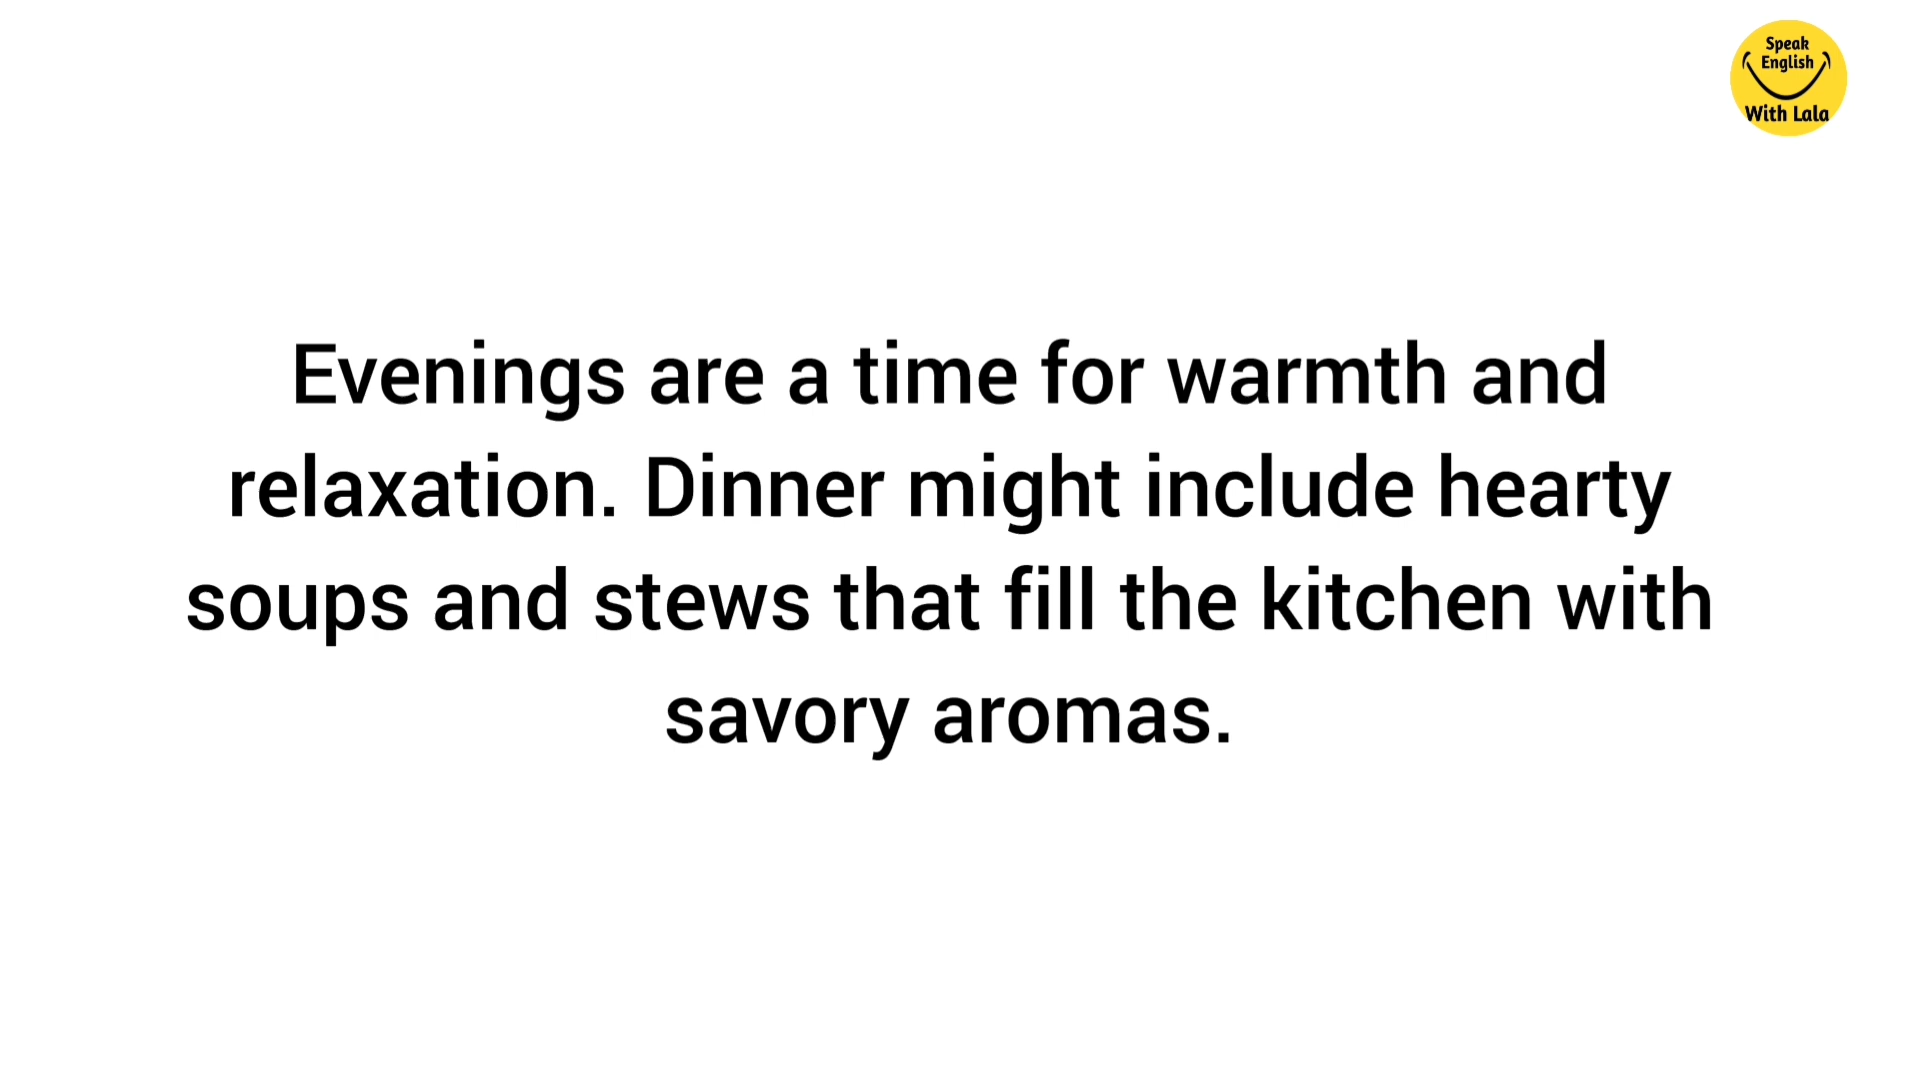 Speak
English
With Lala
Evenings are a time for warmth and
relaxation. Dinner might include hearty
soups and stews that fill the kitchen with
savory aromas.